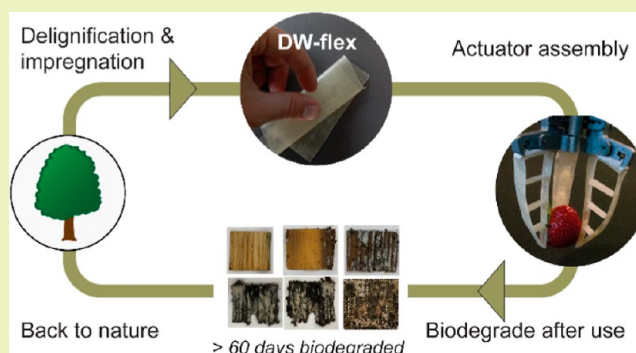 Delignification &
impregnation
DW-flex
Actuator assembly
Back to nature
> 60 days biodegraded
Biodegrade after use